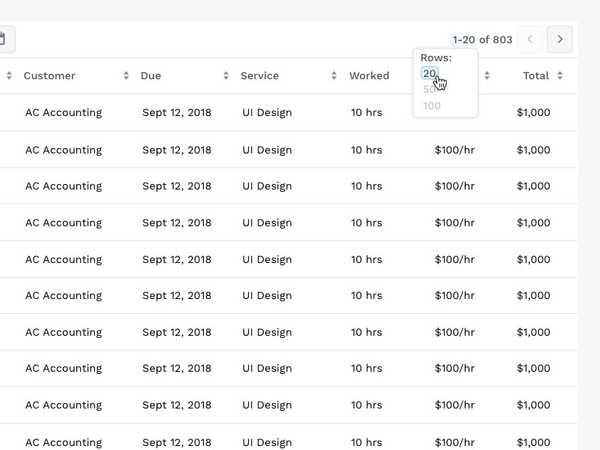 1-20 of 803
Rows:
20
50
100
Customer Due Service Worked Total
AC Accounting Sept 12, 2018 UI Design 10 hrs $1,000
AC Accounting Sept 12, 2018 UI Design 10 hrs $100/hr $1,000
AC Accounting Sept 12, 2018 UI Design 10 hrs $100/hr $1,000
AC Accounting Sept 12, 2018 UI Design 10 hrs $100/hr $1,000
AC Accounting Sept 12, 2018 UI Design 10 hrs $100/hr $1,000
AC Accounting Sept 12, 2018 UI Design 10 hrs $100/hr $1,000
AC Accounting Sept 12, 2018 UI Design 10 hrs $100/hr $1,000
AC Accounting Sept 12, 2018 UI Design 10 hrs $100/hr $1,000
AC Accounting Sept 12, 2018 UI Design 10 hrs $100/hr $1,000
AC Accounting Sept 12, 2018 UI Design 10 hrs $100/hr $1,000